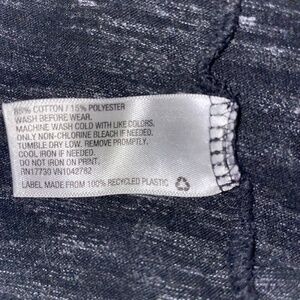 85% COTTON / 15% POLYESTER
WASH BEFORE WEAR.
MACHINE WASH COLD WITH LIKE COLORS.
ONLY NON-CHLORINE BLEACH IF NEEDED.
TUMBLE DRY LOW. REMOVE PROMPTLY.
COOL IRON IF NEEDED.
DO NOT IRON ON PRINT.
RN17730 VN1042782
LABEL MADE FROM 100% RECYCLED PLASTIC